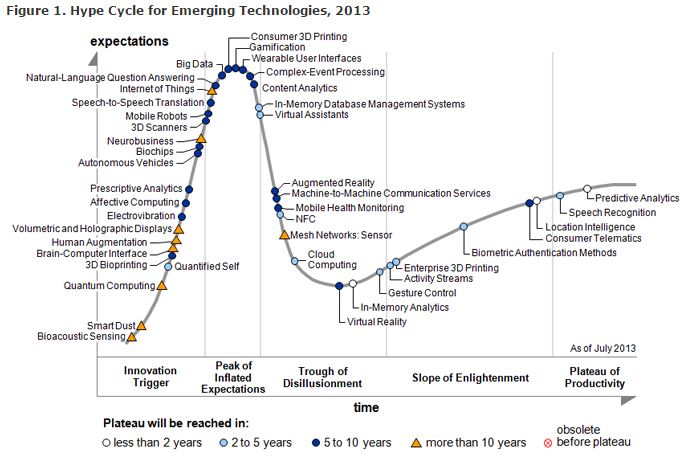 Figure 1. Hype Cycle for Emerging Technologies, 2013
expectations
Consumer 3D Printing
Gamification
Wearable User Interfaces
Big Data
Complex-Event Processing
Natural-Language Question Answering
Content Analytics
Internet of Things
Speech-to-Speech Translation
In-Memory Database Management Systems
Mobile Robots
Virtual Assistants
3D Scanners
Neurobusiness
Biochips
Autonomous Vehicles
Augmented Reality
Prescriptive Analytics
Machine-to-Machine Communication Services
Predictive Analytics
Affective Computing
Mobile Health Monitoring
Speech Recognition
Electrovibration
NFC
Location Intelligence
Volumetric and Holographic Displays
Mesh Networks: Sensor
Consumer Telematics
Human Augmentation
Biometric Authentication Methods
Brain-Computer Interface
Cloud
Computing
3D Bioprinting
Quantified Self
Enterprise 3D Printing
Activity Streams
Quantum Computing
Gesture Control
In-Memory Analytics
Virtual Reality
Smart Dust
Bioacoustic Sensing
As of July 2013
Innovation
Trigger
Peak of
Inflated
Expectations
Trough of
Disillusionment
Slope of Enlightenment
Plateau of
Productivity
time
Plateau will be reached in:
less than 2 years
2 to 5 years
5 to 10 years
more than 10 years
obsolete
before plateau